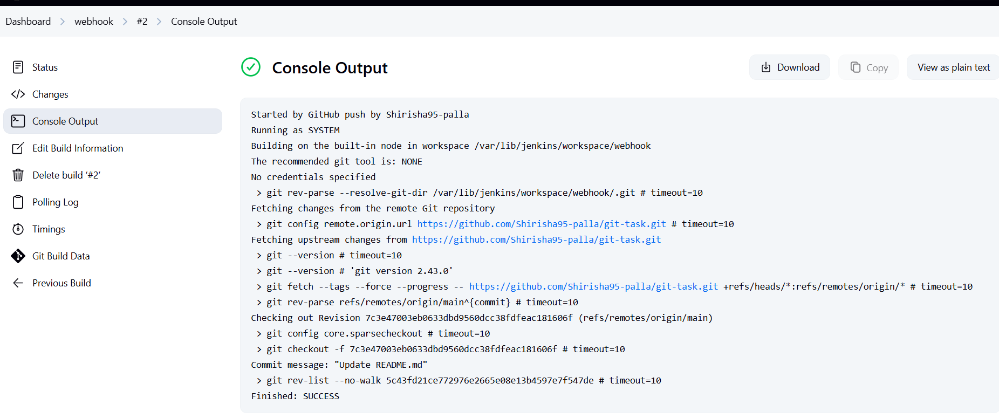 Dashboard > webhook > #2 > Console Output
Status
Changes
Console Output
Edit Build Information
Delete build ‘#2’
Polling Log
Timings
Git Build Data
Previous Build
Console Output
Download
Copy
View as plain text
Started by GitHub push by Shirisha95-palla
Running as SYSTEM
Building on the built-in node in workspace /var/lib/jenkins/workspace/webhook
The recommended git tool is: NONE
No credentials specified
 > git rev-parse --resolve-git-dir /var/lib/jenkins/workspace/webhook/.git # timeout=10
Fetching changes from the remote Git repository
 > git config remote.origin.url https://github.com/Shirisha95-palla/git-task.git # timeout=10
Fetching upstream changes from https://github.com/Shirisha95-palla/git-task.git
 > git --version # timeout=10
 > git --version # 'git version 2.43.0'
 > git fetch --tags --force --progress -- https://github.com/Shirisha95-palla/git-task.git +refs/heads/*:refs/remotes/origin/* # timeout=10
 > git rev-parse refs/remotes/origin/main^{commit} # timeout=10
Checking out Revision 7c3e47003eb0633dbd9560dcc38fdfeac181606f (refs/remotes/origin/main)
 > git config core.sparsecheckout # timeout=10
 > git checkout -f 7c3e47003eb0633dbd9560dcc38fdfeac181606f # timeout=10
Commit message: "Update README.md"
 > git rev-list --no-walk 5c43fd21ce772976e2665e08e13b4597e7f547de # timeout=10
Finished: SUCCESS